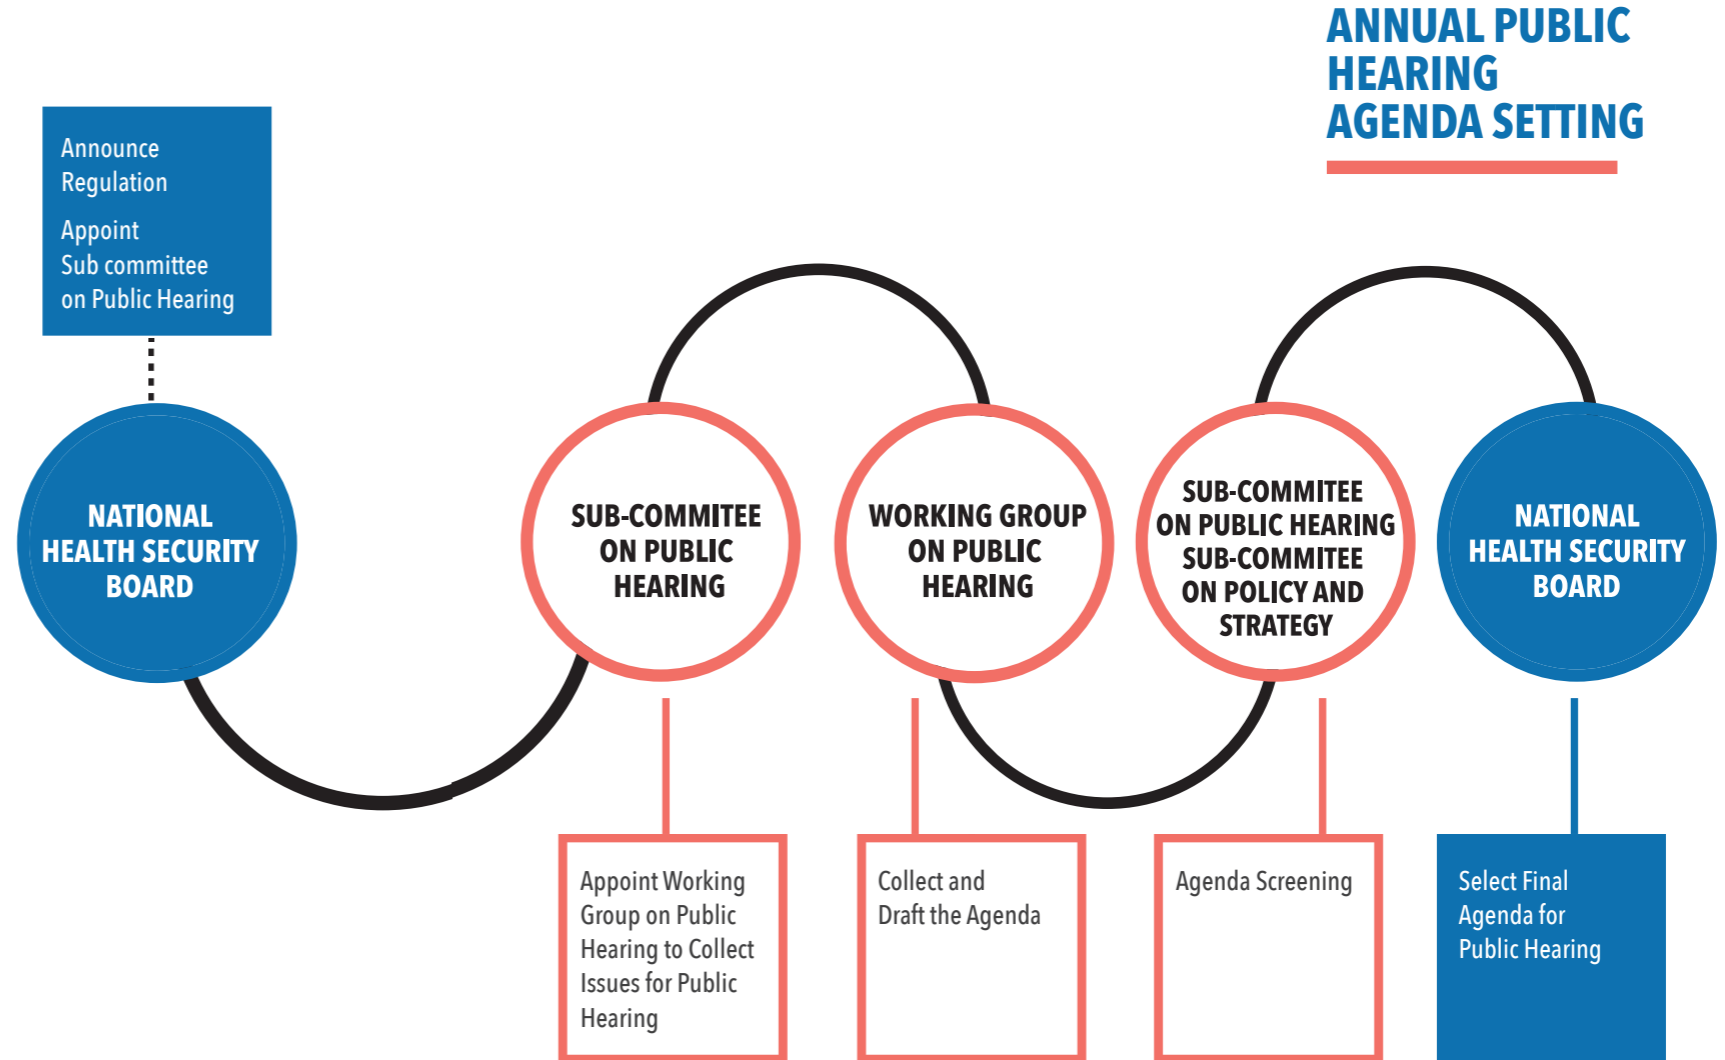 ANNUAL PUBLIC
HEARING
AGENDA SETTING
Announce
Regulation
Appoint
Sub committee
on Public Hearing
NATIONAL
HEALTH SECURITY
BOARD
SUB-COMMITEE
ON PUBLIC
HEARING
WORKING GROUP
ON PUBLIC
HEARING
SUB-COMMITEE
ON PUBLIC HEARING
SUB-COMMITEE
ON POLICY AND
STRATEGY
NATIONAL
HEALTH SECURITY
BOARD
Appoint Working
Group on Public
Hearing to Collect
Issues for Public
Hearing
Collect and
Draft the Agenda
Agenda Screening
Select Final
Agenda for
Public Hearing